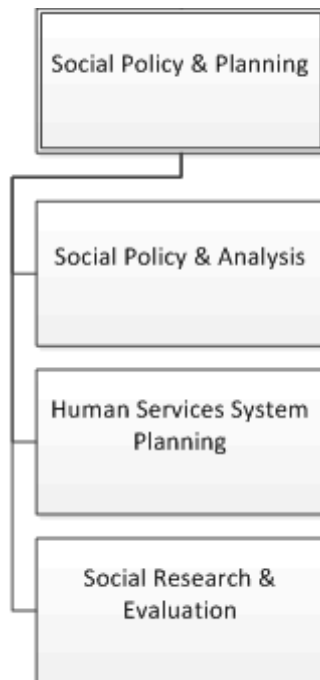 Social Policy & Planning
Social Policy & Analysis
Human Services System
Planning
Social Research &
Evaluation